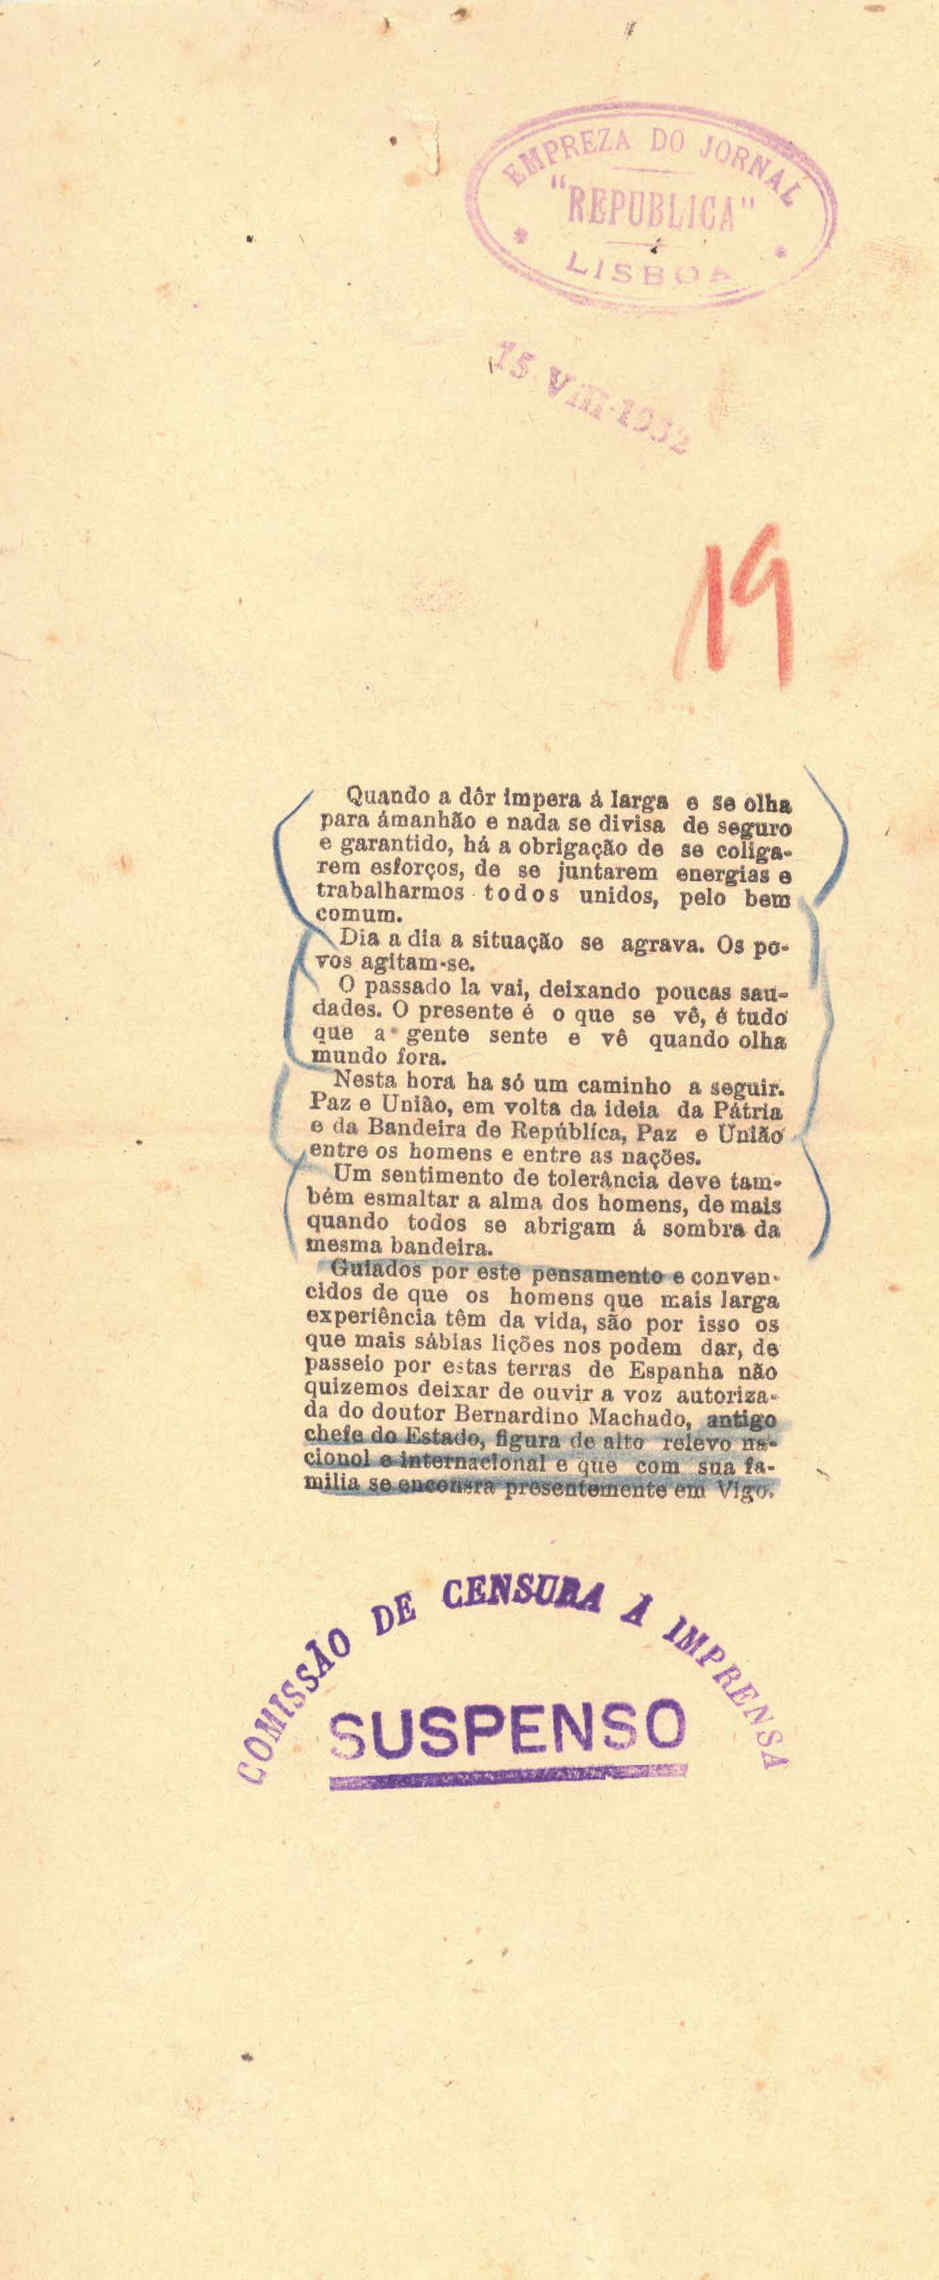 EMPREZA DO JORNAL
"REPUBLICA"
LISBOA
15 VIII·1932
19
Quando a dôr impera á larga e se olha
para ámanhão e nada se divisa de seguro
e garantido, há a obrigação de se coliga-
rem esforços, de se juntarem energias e
trabalharmos todos unidos, pelo bem
comum.
Dia a dia a situação se agrava. Os po-
vos agitam-se.
O passado la vai, deixando poucas sau-
dades. O presente é o que se vê, é tudo
que a gente sente e vê quando olha
mundo fora.
Nesta hora ha só um caminho a seguir.
Paz e União, em volta da ideia da Pátria
e da Bandeira de República, Paz e União
entre os homens e entre as nações.
Um sentimento de tolerância deve tam-
bém esmaltar a alma dos homens, de mais
quando todos se abrigam á sombra da
mesma bandeira.
Guiados por este pensamento e conven-
cidos de que os homens que mais larga
experiência têm da vida, são por isso os
que mais sábias lições nos podem dar, de
passeio por estas terras de Espanha não
quizemos deixar de ouvir a voz autoriza-
da do doutor Bernardino Machado, antigo
chefe do Estado, figura de alto relevo na-
cionol e internacional e que com sua fa-
milia se encontra presentemente em Vigo.
COMISSÃO DE CENSURA A IMPRENSA
SUSPENSO